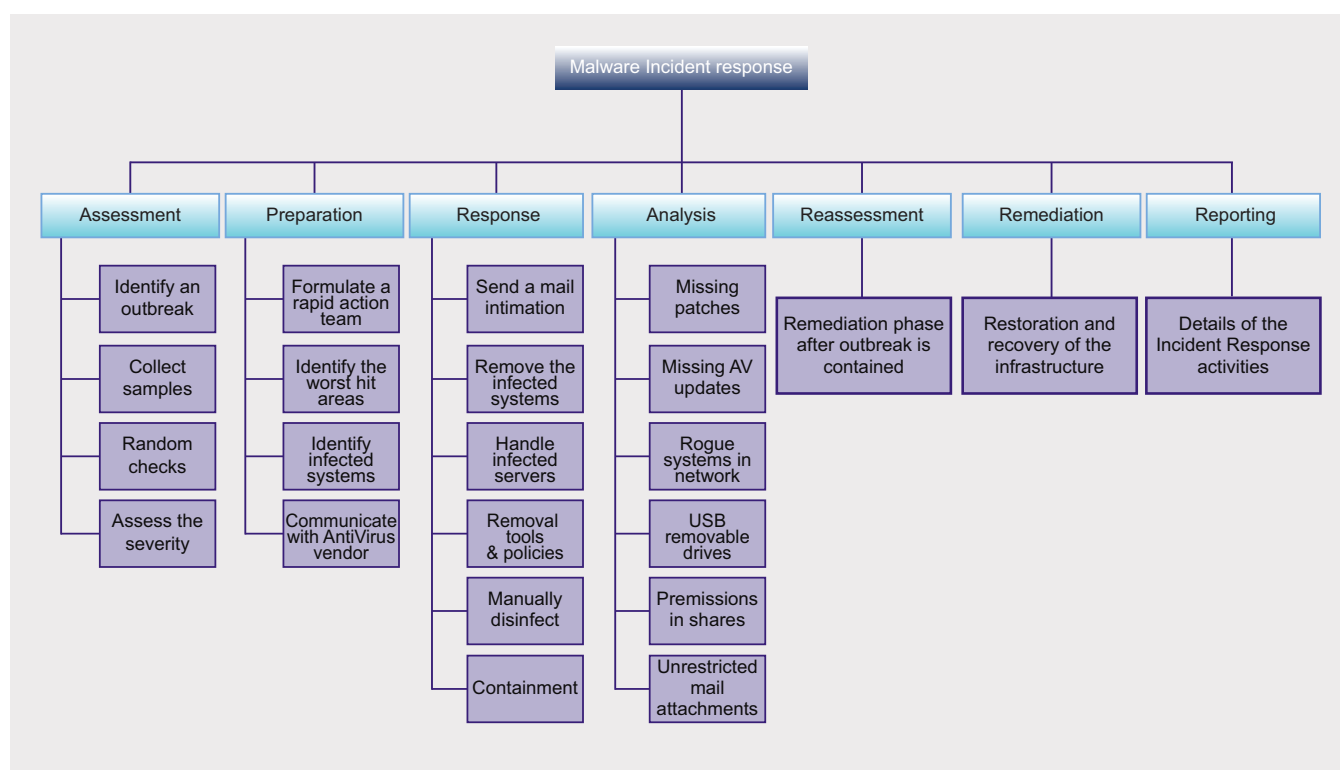 Malware Incident response
Assessment
Identify an
outbreak
Collect
samples
Random
checks
Assess the
severity
Preparation
Formulate a
rapid action
team
Identify the
worst hit
areas
Identify
infected
systems
Communicate
with AntiVirus
vendor
Response
Send a mail
intimation
Remove the
infected
systems
Handle
infected
servers
Removal
tools
& policies
Manually
disinfect
Containment
Analysis
Missing
patches
Missing AV
updates
Rogue
systems in
network
USB
removable
drives
Premissions
in shares
Unrestricted
mail
attachments
Reassessment
Remediation phase
after outbreak is
contained
Remediation
Restoration and
recovery of the
infrastructure
Reporting
Details of the
Incident Response
activities